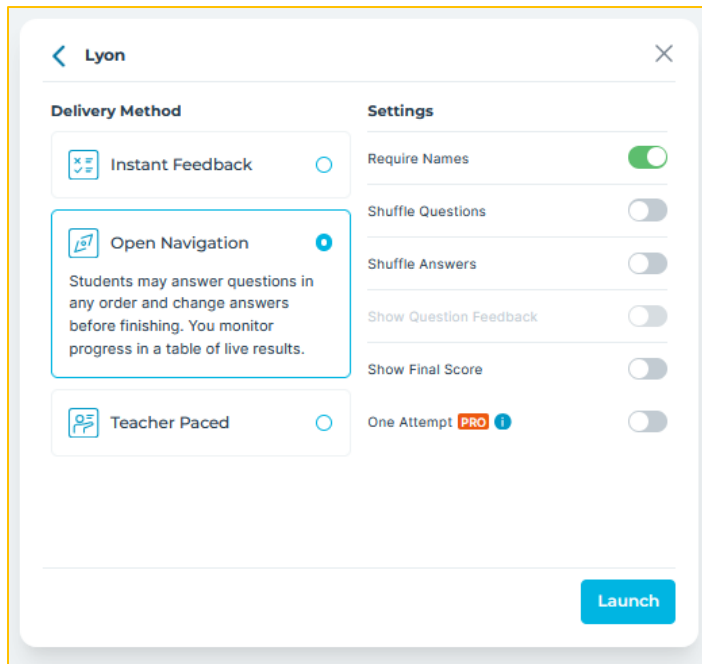 Lyon
Delivery Method
Instant Feedback
Open Navigation
Students may answer questions in
any order and change answers
before finishing. You monitor
progress in a table of live results.
Teacher Paced
Settings
Require Names
Shuffle Questions
Shuffle Answers
Show Question Feedback
Show Final Score
One Attempt PRO i
Launch